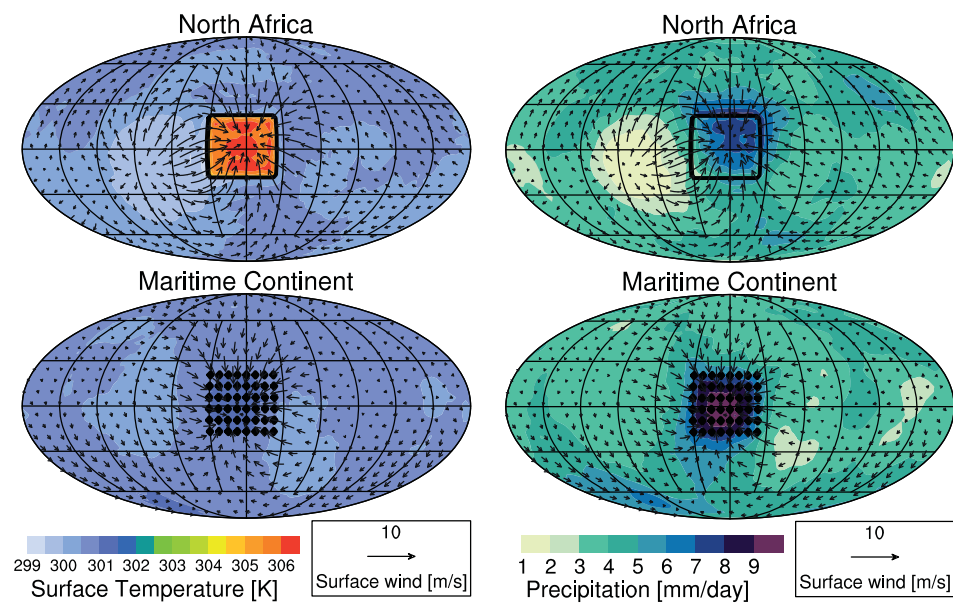 North Africa
North Africa
Maritime Continent
Maritime Continent
299 300 301 302 303 304 305 306
Surface Temperature [K]
10
Surface wind [m/s]
1 2 3 4 5 6 7 8 9
Precipitation [mm/day]
10
Surface wind [m/s]